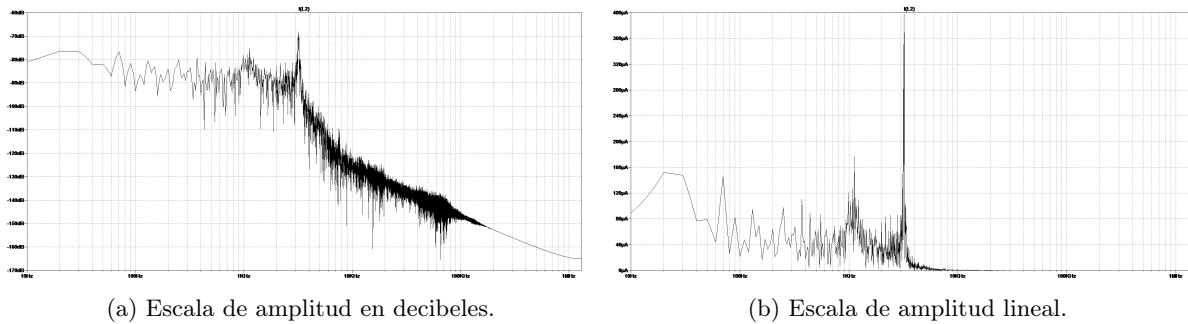 I(L2)
-60dB
-70dB
-80dB
-90dB
-100dB
-110dB
-120dB
-130dB
-140dB
-150dB
-160dB
-170dB
10Hz 100Hz 1KHz 10KHz 100KHz 1MHz
I(L2)
400µA
360µA
320µA
280µA
240µA
200µA
160µA
120µA
80µA
40µA
0µA
10Hz 100Hz 1KHz 10KHz 100KHz 1MHz
(a) Escala de amplitud en decibeles.
(b) Escala de amplitud lineal.